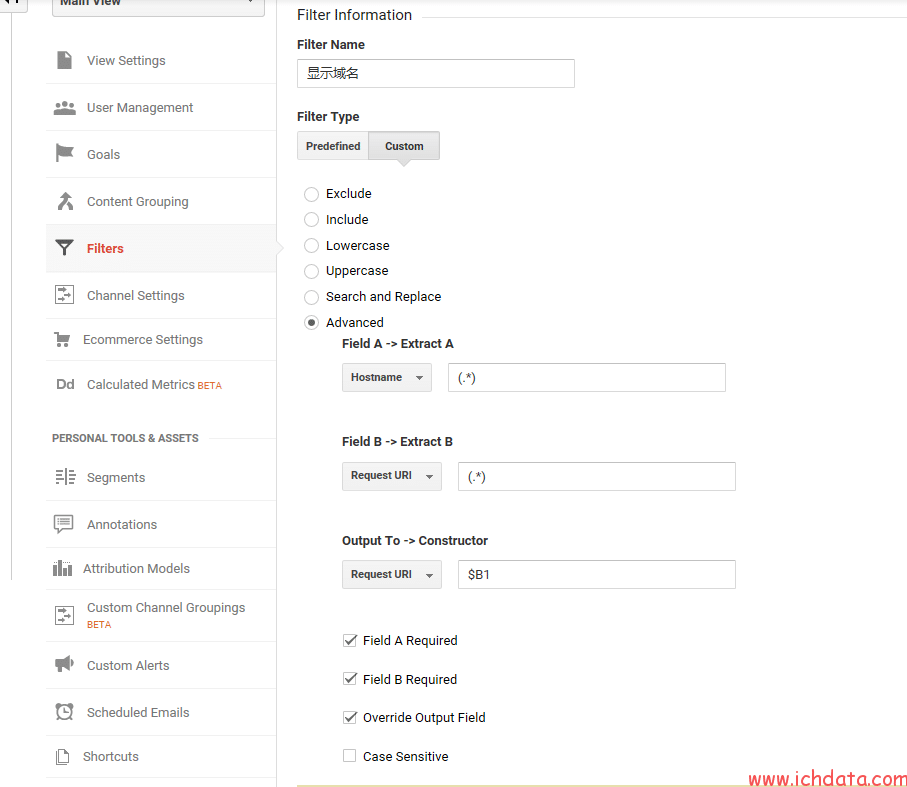 Main View
Filter Information
Filter Name
显示域名
View Settings
User Management
Goals
Content Grouping
Filters
Channel Settings
Ecommerce Settings
Dd Calculated Metrics BETA
PERSONAL TOOLS & ASSETS
Segments
Annotations
Attribution Models
Custom Channel Groupings
BETA
Custom Alerts
Scheduled Emails
Shortcuts
Filter Type
Predefined Custom
Exclude
Include
Lowercase
Uppercase
Search and Replace
Advanced
Field A -> Extract A
Hostname (.*)
Field B -> Extract B
Request URI (.*)
Output To -> Constructor
Request URI $B1
Field A Required
Field B Required
Override Output Field
Case Sensitive
www.ichdata.com